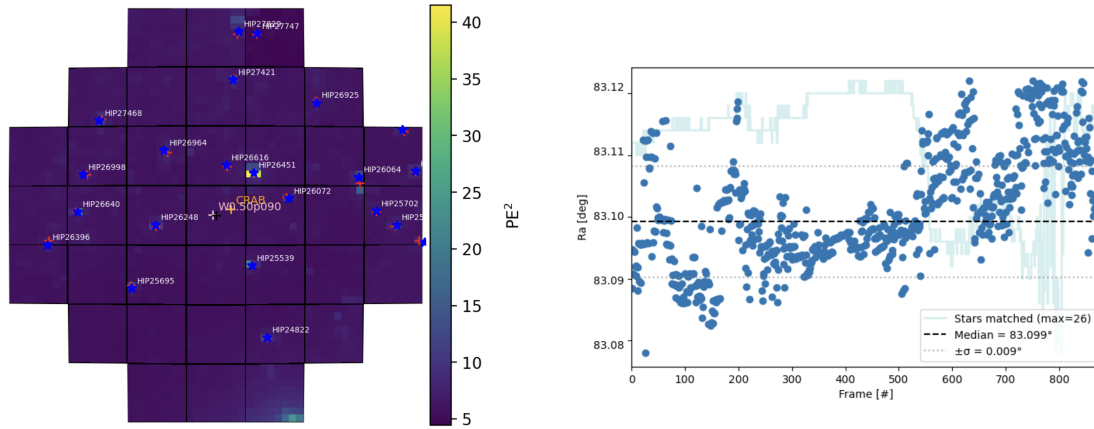 HIP27830 HIP27747
HIP27421
HIP26925
HIP27468
HIP26964
HIP26616
HIP26998
HIP26451
HIP26064
HIP26072
CRAB
W0.50p090
HIP26640
HIP25702
HIP26248
HIP25
HIP26396
HIP25539
HIP25695
HIP24822
40
35
30
25
20
15
10
5
PE²
83.12
83.11
83.10
83.09
83.08
Ra [deg]
0 100 200 300 400 500 600 700 800
Frame [#]
Stars matched (max=26)
Median = 83.099°
±σ = 0.009°